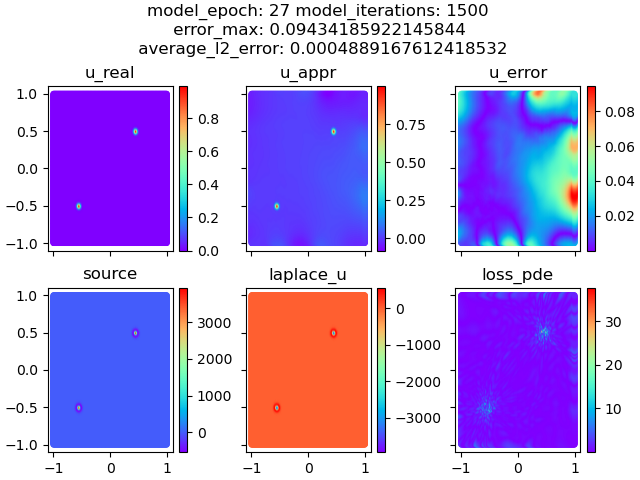 model_epoch: 27 model_iterations: 1500
error_max: 0.09434185922145844
average_l2_error: 0.0004889167612418532
u_real
u_appr
u_error
1.0
0.5
0.0
−0.5
−1.0
0.8
0.6
0.4
0.2
0.0
0.75
0.50
0.25
0.00
0.08
0.06
0.04
0.02
source
laplace_u
loss_pde
1.0
0.5
0.0
−0.5
−1.0
−1 0 1
3000
2000
1000
0
−1 0 1
0
−1000
−2000
−3000
−1 0 1
30
20
10